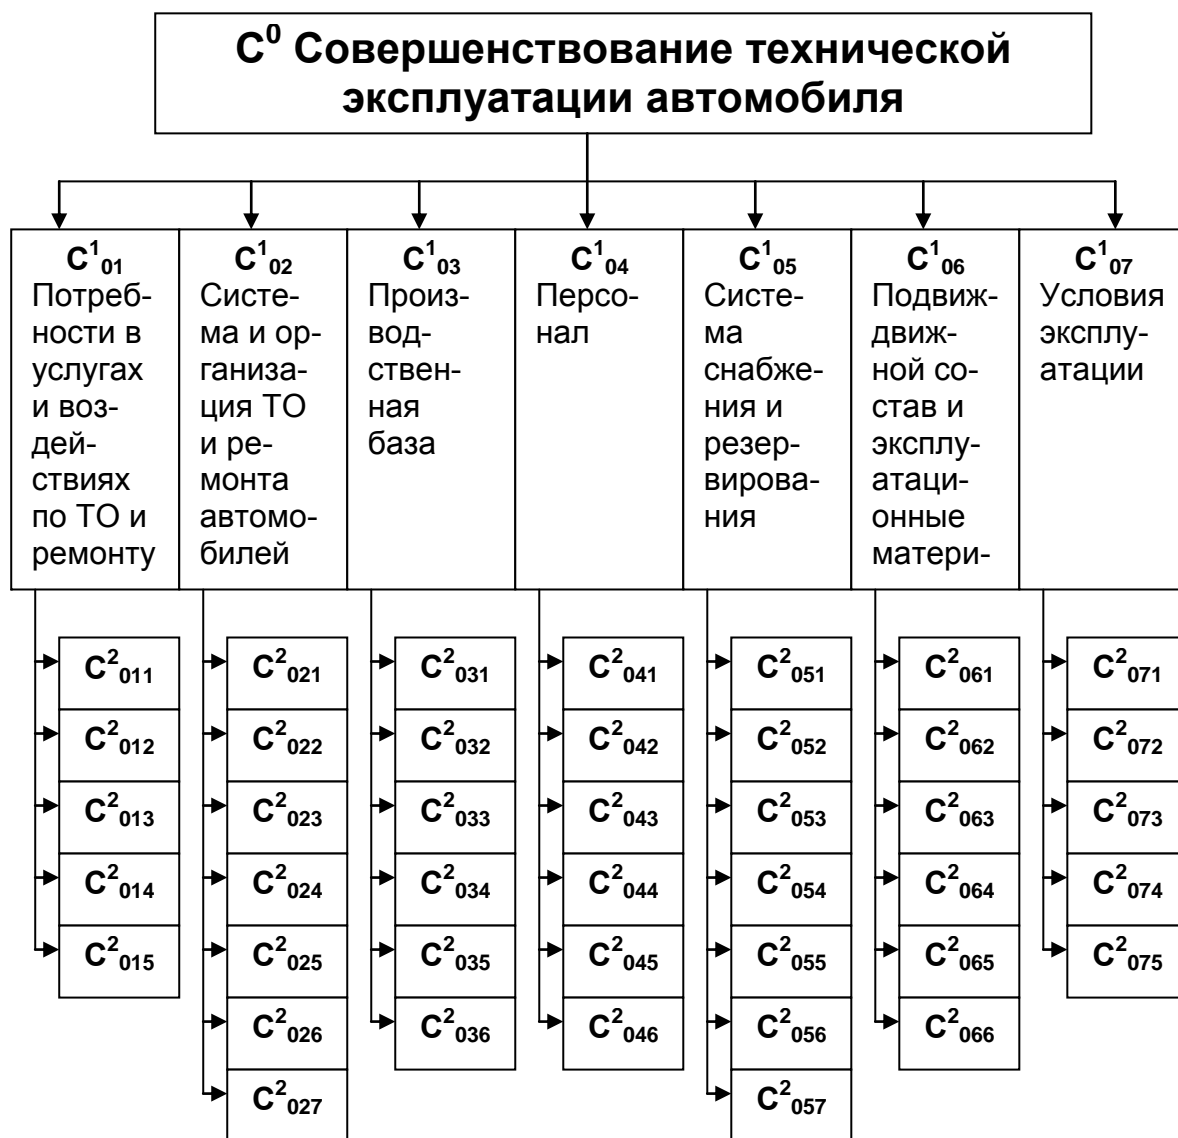 C⁰ Совершенствование технической
эксплуатации автомобиля
C¹₀₁
Потреб-
ности в
услугах
и воз-
дей-
ствиях
по ТО и
ремонту
C¹₀₂
Систе-
ма и ор-
ганиза-
ция ТО
и ре-
монта
автомо-
билей
C¹₀₃
Произ-
вод-
ствен-
ная
база
C¹₀₄
Персо-
нал
C¹₀₅
Систе-
ма
снабже-
ния и
резер-
вирова-
ния
C¹₀₆
Подвиж-
движ-
ной со-
став и
эксплу-
атаци-
онные
матери-
C¹₀₇
Условия
эксплу-
атации
C²₀₁₁
C²₀₁₂
C²₀₁₃
C²₀₁₄
C²₀₁₅
C²₀₂₁
C²₀₂₂
C²₀₂₃
C²₀₂₄
C²₀₂₅
C²₀₂₆
C²₀₂₇
C²₀₃₁
C²₀₃₂
C²₀₃₃
C²₀₃₄
C²₀₃₅
C²₀₃₆
C²₀₄₁
C²₀₄₂
C²₀₄₃
C²₀₄₄
C²₀₄₅
C²₀₄₆
C²₀₅₁
C²₀₅₂
C²₀₅₃
C²₀₅₄
C²₀₅₅
C²₀₅₆
C²₀₅₇
C²₀₆₁
C²₀₆₂
C²₀₆₃
C²₀₆₄
C²₀₆₅
C²₀₆₆
C²₀₇₁
C²₀₇₂
C²₀₇₃
C²₀₇₄
C²₀₇₅